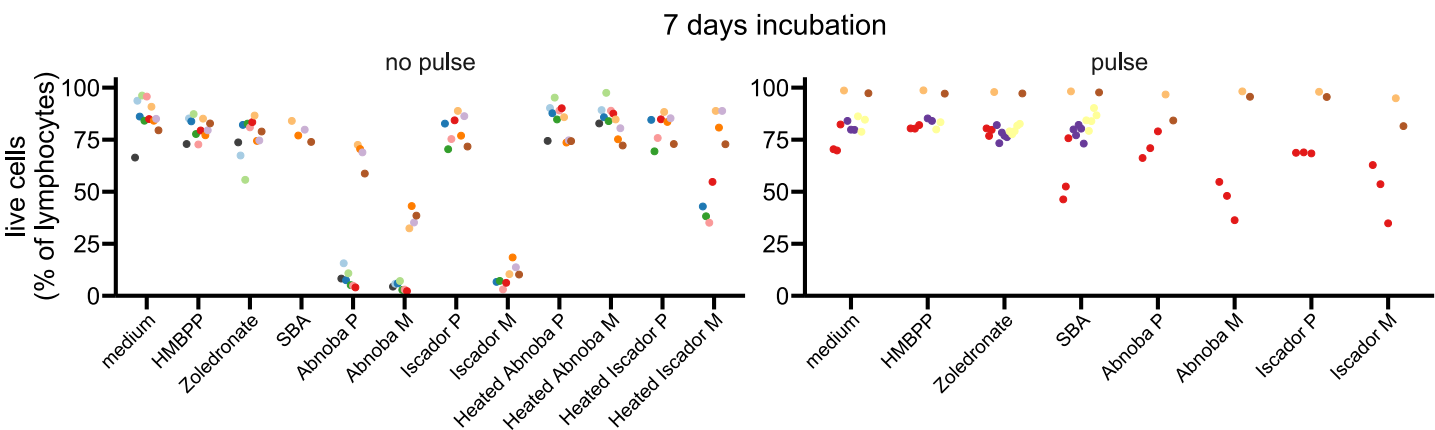 7 days incubation
no pulse
pulse
live cells
(% of lymphocytes)
100
75
50
25
0
medium
HMBPP
Zoledronate
SBA
Abnoba P
Abnoba M
Iscador P
Iscador M
Heated Abnoba P
Heated Abnoba M
Heated Iscador P
Heated Iscador M
100
75
50
25
0
medium
HMBPP
Zoledronate
SBA
Abnoba P
Abnoba M
Iscador P
Iscador M